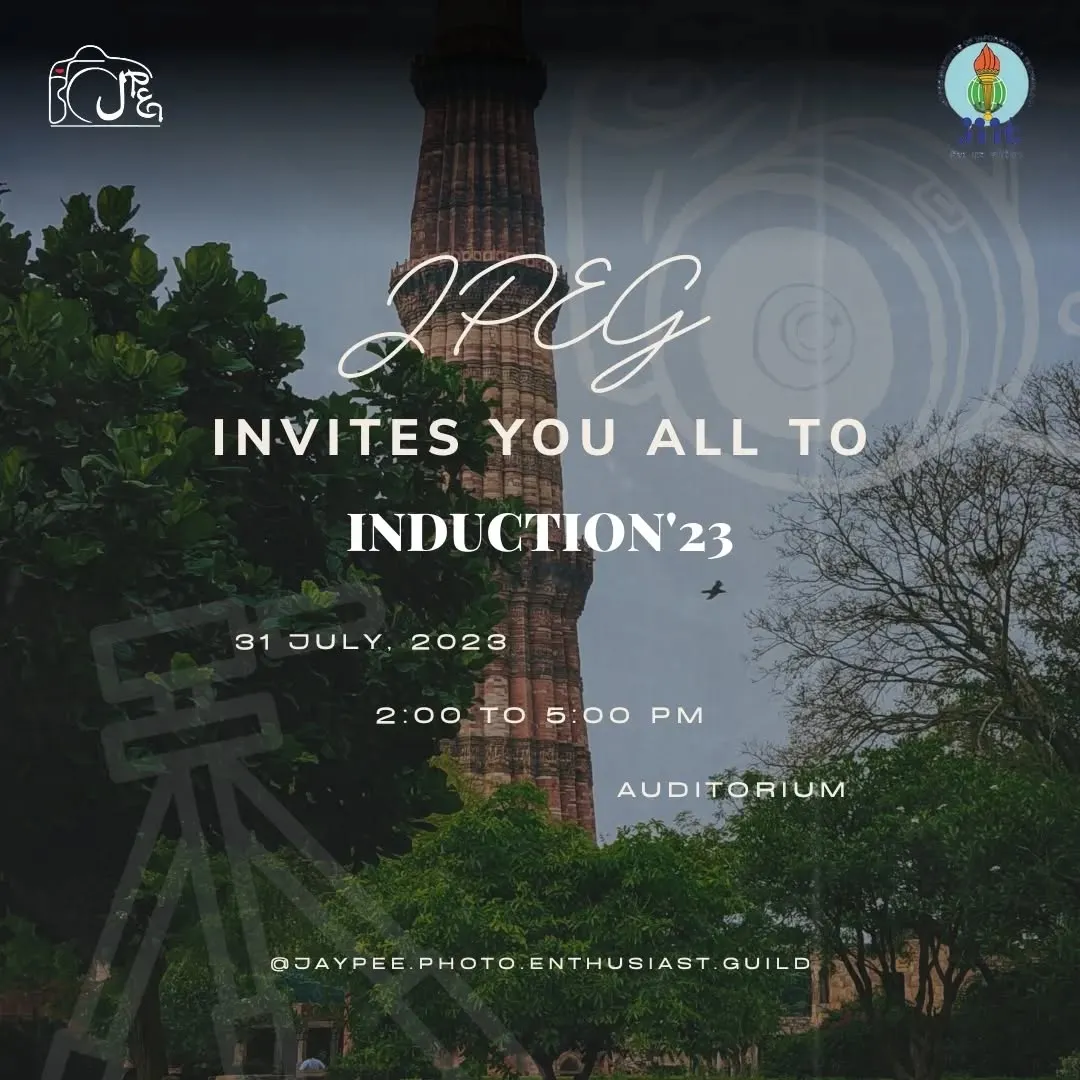 JPEG
JPEG
INVITES YOU ALL TO
INDUCTION'23
31 JULY, 2023
2:00 TO 5:00 PM
AUDITORIUM
@JAYPEE.PHOTO.ENTHUSIAST.GUILD